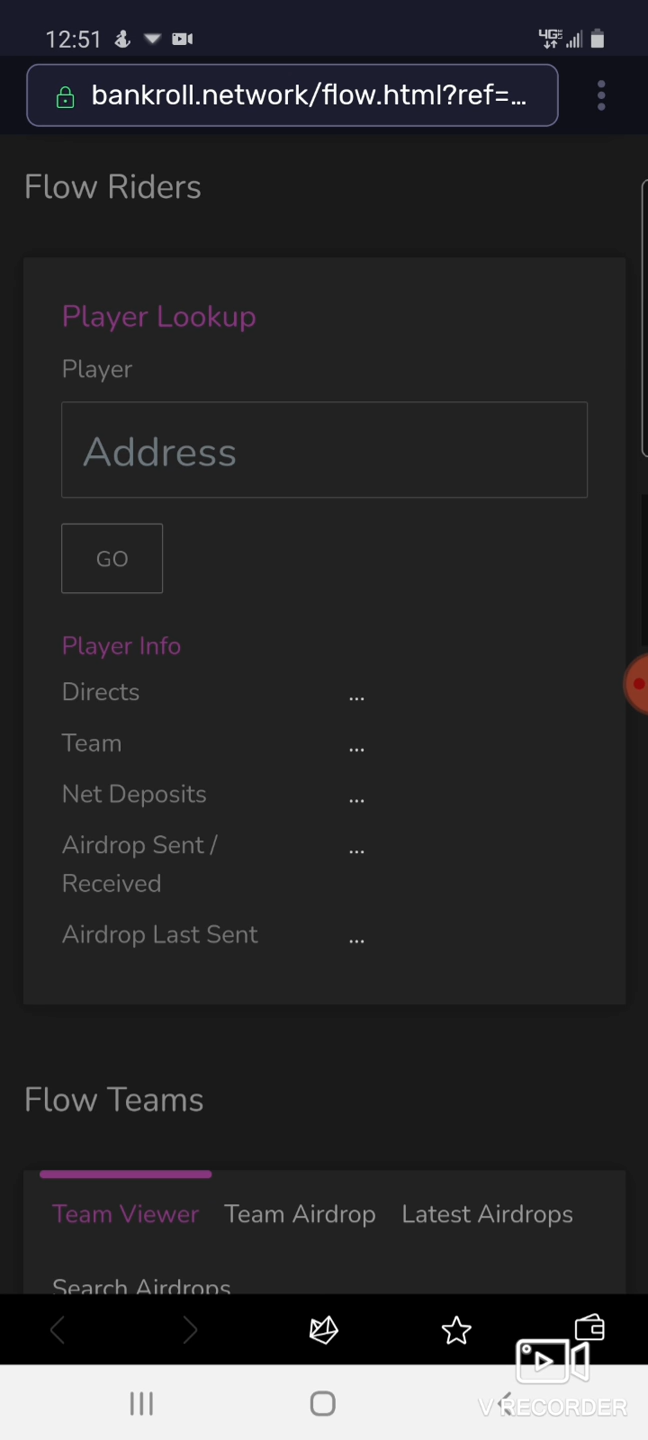 12:51
4G
bankroll.network/flow.html?ref=...
Flow Riders
Player Lookup
Player
Address
GO
Player Info
Directs ...
Team ...
Net Deposits ...
Airdrop Sent / ...
Received
Airdrop Last Sent ...
Flow Teams
Team Viewer Team Airdrop Latest Airdrops
Search Airdrops
V RECORDER